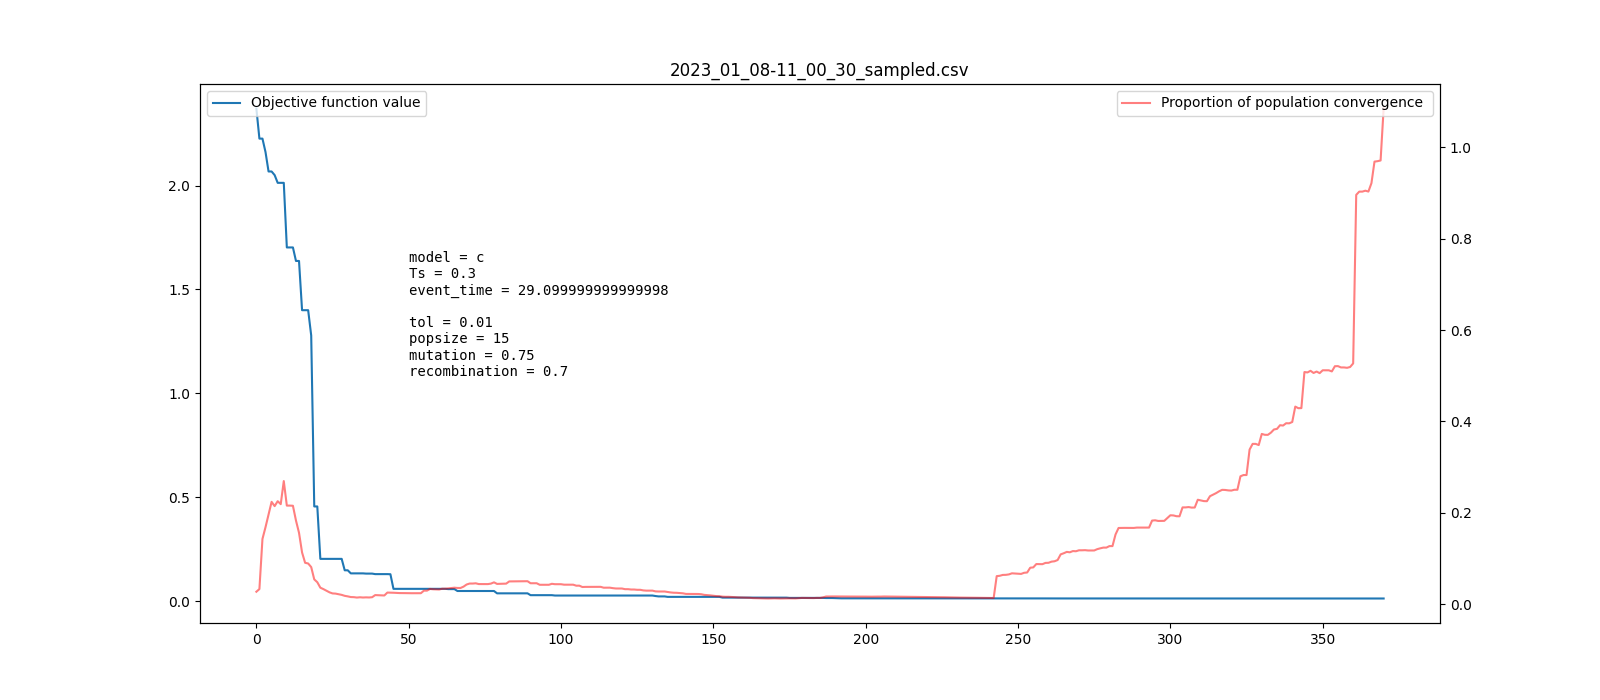 2023_01_08-11_00_30_sampled.csv
Objective function value
Proportion of population convergence
model = c
Ts = 0.3
event_time = 29.099999999999998
tol = 0.01
popsize = 15
mutation = 0.75
recombination = 0.7
2.0
1.5
1.0
0.5
0.0
1.0
0.8
0.6
0.4
0.2
0.0
0 50 100 150 200 250 300 350